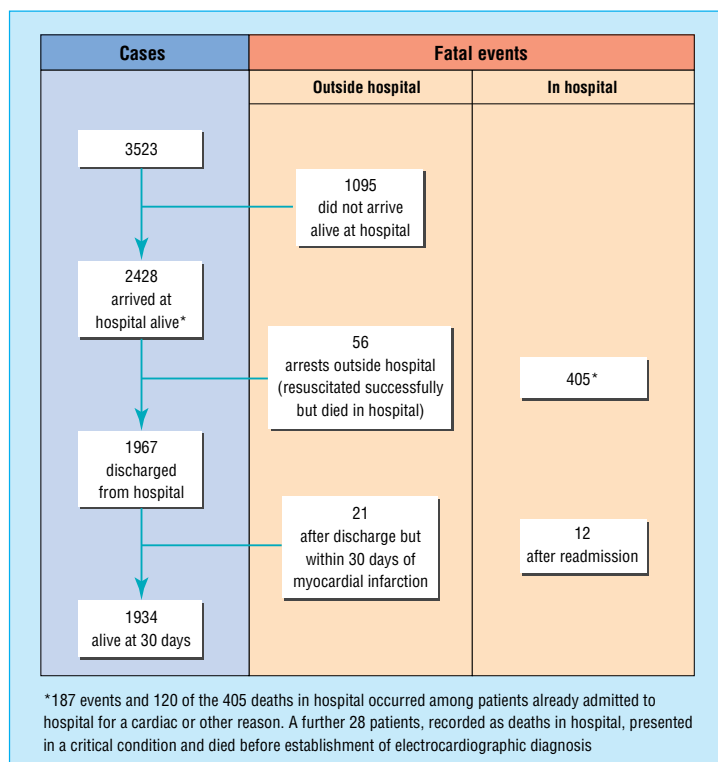 Cases
Fatal events
Outside hospital
In hospital
3523
1095
did not arrive
alive at hospital
2428
arrived at
hospital alive*
56
arrests outside hospital
(resuscitated successfully
but died in hospital)
405*
1967
discharged
from hospital
21
after discharge but
within 30 days of
myocardial infarction
12
after readmission
1934
alive at 30 days
*187 events and 120 of the 405 deaths in hospital occurred among patients already admitted to
hospital for a cardiac or other reason. A further 28 patients, recorded as deaths in hospital, presented
in a critical condition and died before establishment of electrocardiographic diagnosis